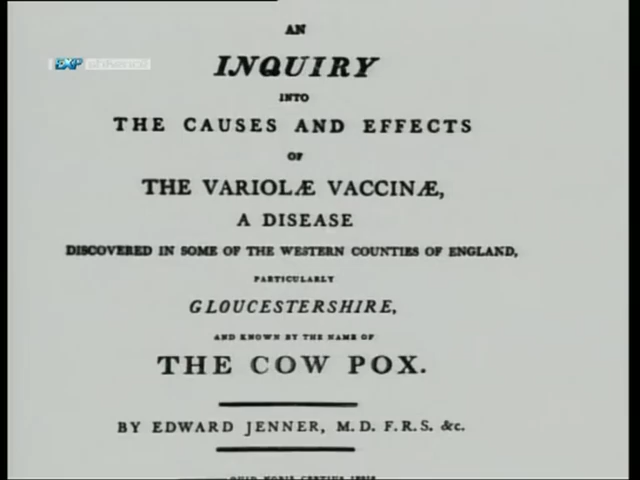 AN
INQUIRY
INTO
THE CAUSES AND EFFECTS
OF
THE VARIOLÆ VACCINÆ,
A DISEASE
DISCOVERED IN SOME OF THE WESTERN COUNTIES OF ENGLAND,
PARTICULARLY
GLOUCESTERSHIRE,
AND KNOWN BY THE NAME OF
THE COW POX.
BY EDWARD JENNER, M.D. F.R.S. &c.